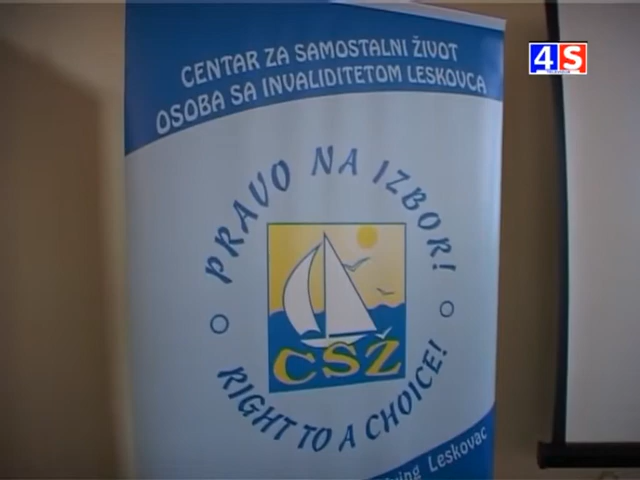 4S
CENTAR ZA SAMOSTALNI ŽIVOT
OSOBA SA INVALIDITETOM LESKOVCA
PRAVO NA IZBOR!
CSŽ
RIGHT TO A CHOICE!
Leskovac